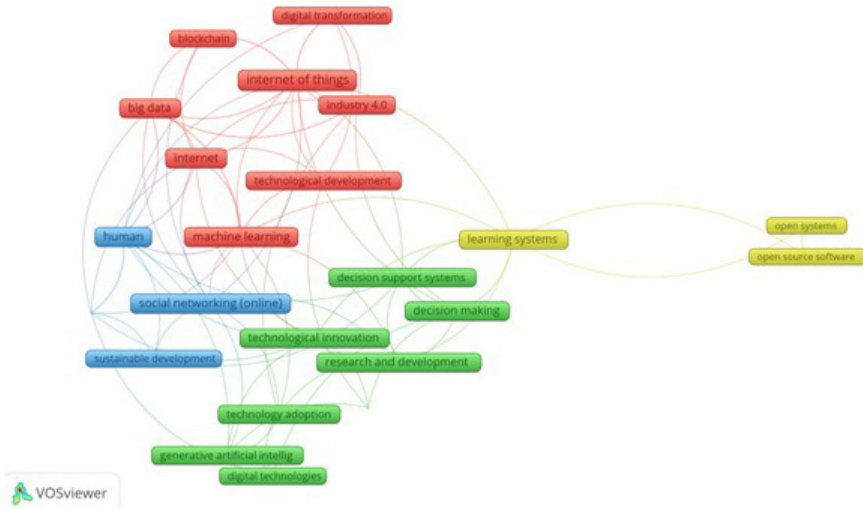 digital transformation
blockchain
internet of things
big data
industry 4.0
internet
technological development
open systems
human
machine learning
learning systems
open source software
decision support systems
social networking (online)
decision making
technological innovation
sustainable development
research and development
technology adoption
generative artificial intellig
digital technologies
VOSviewer